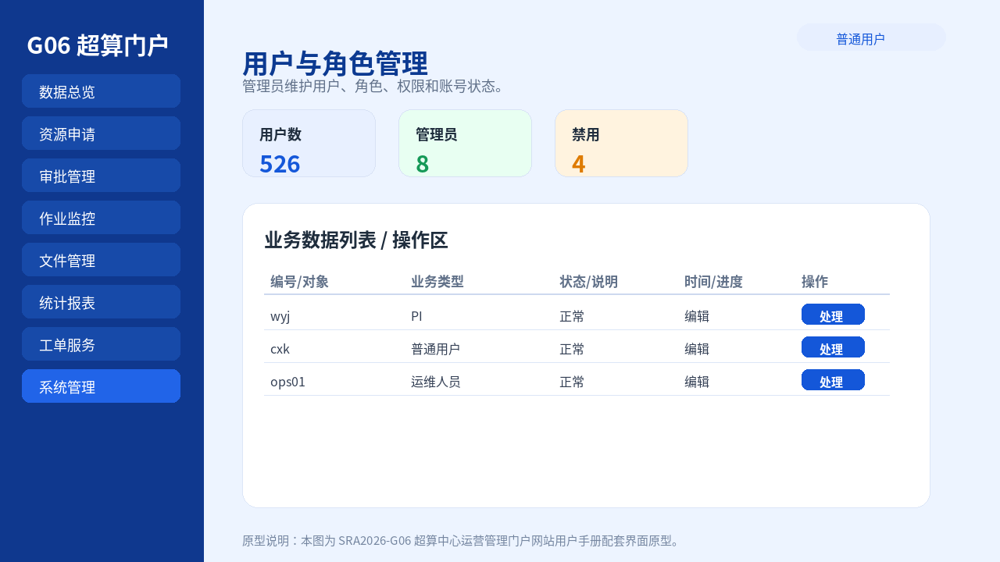 G06 超算门户
数据总览
资源申请
审批管理
作业监控
文件管理
统计报表
工单服务
系统管理
普通用户
用户与角色管理
管理员维护用户、角色、权限和账号状态。
用户数
526
管理员
8
禁用
4
业务数据列表 / 操作区
编号/对象 业务类型 状态/说明 时间/进度 操作
wyj PI 正常 编辑 处理
cxk 普通用户 正常 编辑 处理
ops01 运维人员 正常 编辑 处理
原型说明：本图为 SRA2026-G06 超算中心运营管理门户网站用户手册配套界面原型。